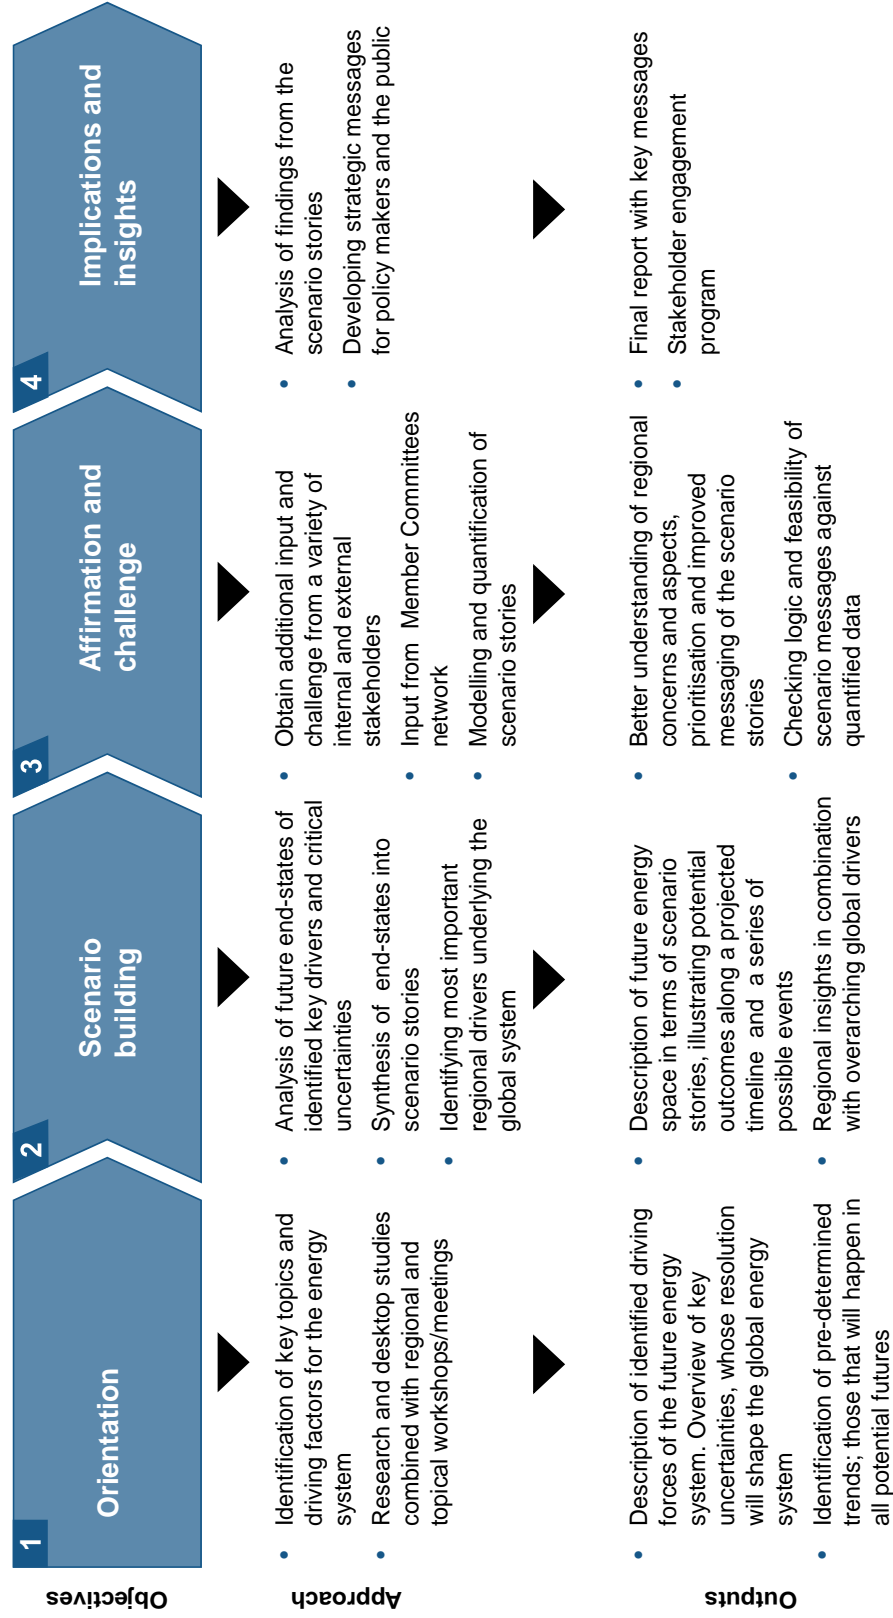 Objectives
1
Orientation
2
Scenario
building
3
Affirmation and
challenge
4
Implications and
insights
Approach
• Identification of key topics and
driving factors for the energy
system
• Research and desktop studies
combined with regional and
topical workshops/meetings
• Analysis of future end-states of
identified key drivers and critical
uncertainties
• Synthesis of end-states into
scenario stories
• Identifying most important
regional drivers underlying the
global system
• Obtain additional input and
challenge from a variety of
internal and external
stakeholders
• Input from Member Committees
network
• Modelling and quantification of
scenario stories
• Analysis of findings from the
scenario stories
• Developing strategic messages
for policy makers and the public
Outputs
• Description of identified driving
forces of the future energy
system. Overview of key
uncertainties, whose resolution
will shape the global energy
system
• Identification of pre-determined
trends; those that will happen in
all potential futures
• Description of future energy
space in terms of scenario
stories, illustrating potential
outcomes along a projected
timeline and a series of
possible events
• Regional insights in combination
with overarching global drivers
• Better understanding of regional
concerns and aspects,
prioritisation and improved
messaging of the scenario
stories
• Checking logic and feasibility of
scenario messages against
quantified data
• Final report with key messages
• Stakeholder engagement
program